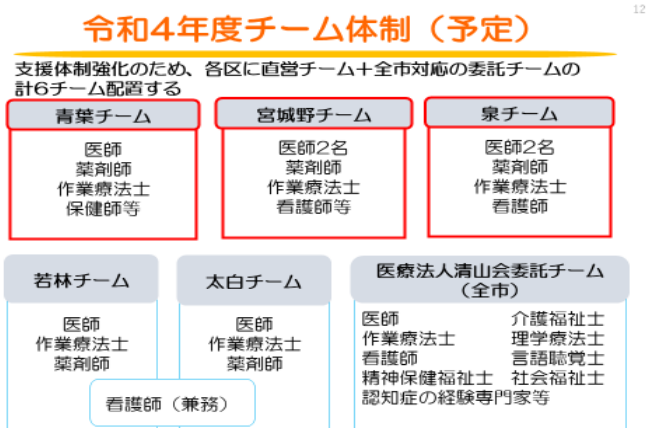 12
令和4年度チーム体制（予定）
支援体制強化のため、各区に直営チーム＋全市対応の委託チームの
計6チーム配置する
青葉チーム
医師
薬剤師
作業療法士
保健師等
宮城野チーム
医師2名
薬剤師
作業療法士
看護師等
泉チーム
医師2名
薬剤師
作業療法士
看護師
若林チーム
医師
作業療法士
薬剤師
太白チーム
医師
作業療法士
薬剤師
看護師（兼務）
医療法人清山会委託チーム
（全市）
医師 介護福祉士
作業療法士 理学療法士
看護師 言語聴覚士
精神保健福祉士 社会福祉士
認知症の経験専門家等